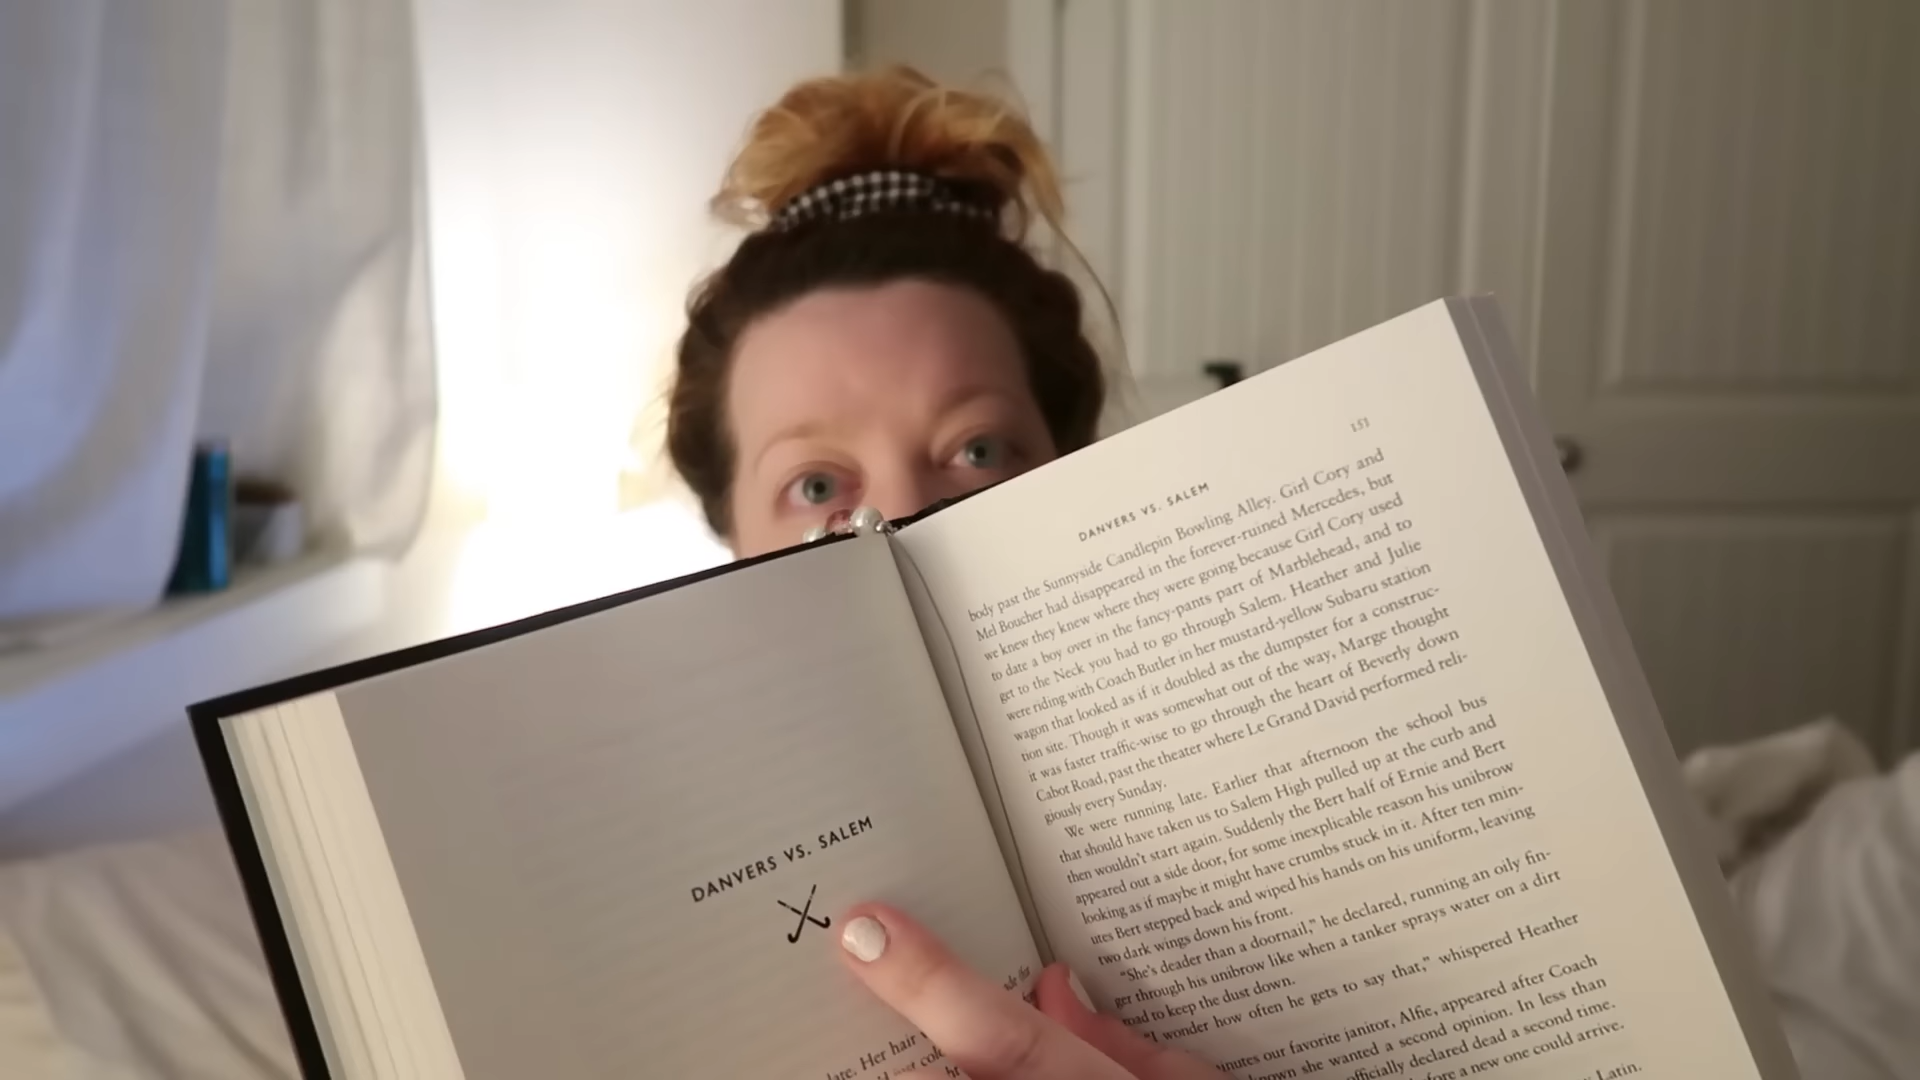 DANVERS VS. SALEM
late. Her hair
DANVERS VS. SALEM
151
body past the Sunnyside Candlepin Bowling Alley. Girl Cory and
Mel Boucher had disappeared in the forever-ruined Mercedes, but
we knew they knew where they were going because Girl Cory used
to date a boy over in the fancy-pants part of Marblehead, and to
get to the Neck you had to go through Salem. Heather and Julie
were riding with Coach Butler in her mustard-yellow Subaru station
wagon that looked as if it doubled as the dumpster for a construc-
tion site. Though it was somewhat out of the way, Marge thought
it was faster traffic-wise to go through the heart of Beverly down
Cabot Road, past the theater where Le Grand David performed reli-
giously every Sunday.
We were running late. Earlier that afternoon the school bus
that should have taken us to Salem High pulled up at the curb and
then wouldn't start again. Suddenly the Bert half of Ernie and Bert
appeared out a side door, for some inexplicable reason his unibrow
looking as if maybe it might have crumbs stuck in it. After ten min-
utes Bert stepped back and wiped his hands on his uniform, leaving
two dark wings down his front.
"She's deader than a doornail," he declared, running an oily fin-
ger through his unibrow like when a tanker sprays water on a dirt
road to keep the dust down.
"I wonder how often he gets to say that," whispered Heather
minutes our favorite janitor, Alfie, appeared after Coach
known she wanted a second opinion. In less than
officially declared dead a second time.
before a new one could arrive.
Latin.